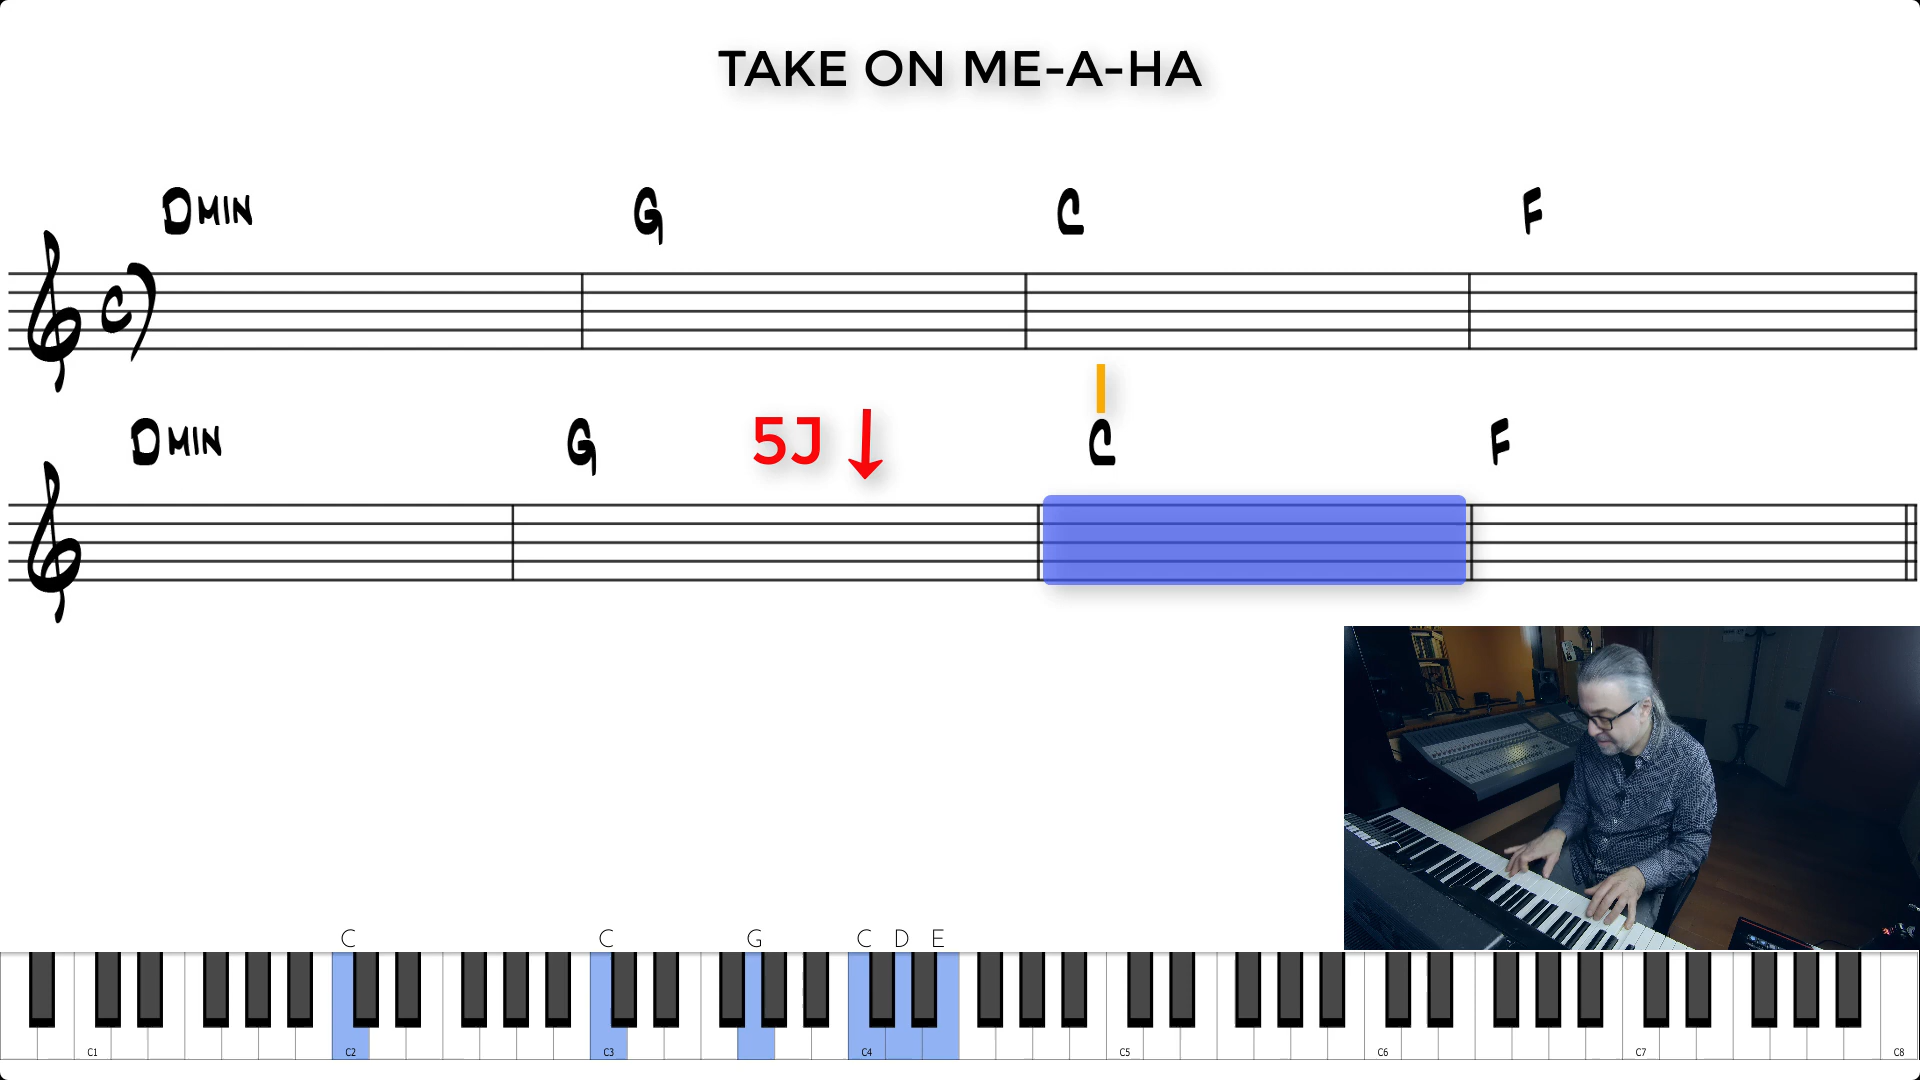 TAKE ON ME-A-HA
DMIN G C F
DMIN G 5J ↓ C F
C C G C D E
C1 C2 C3 C4 C5 C6 C7 C8